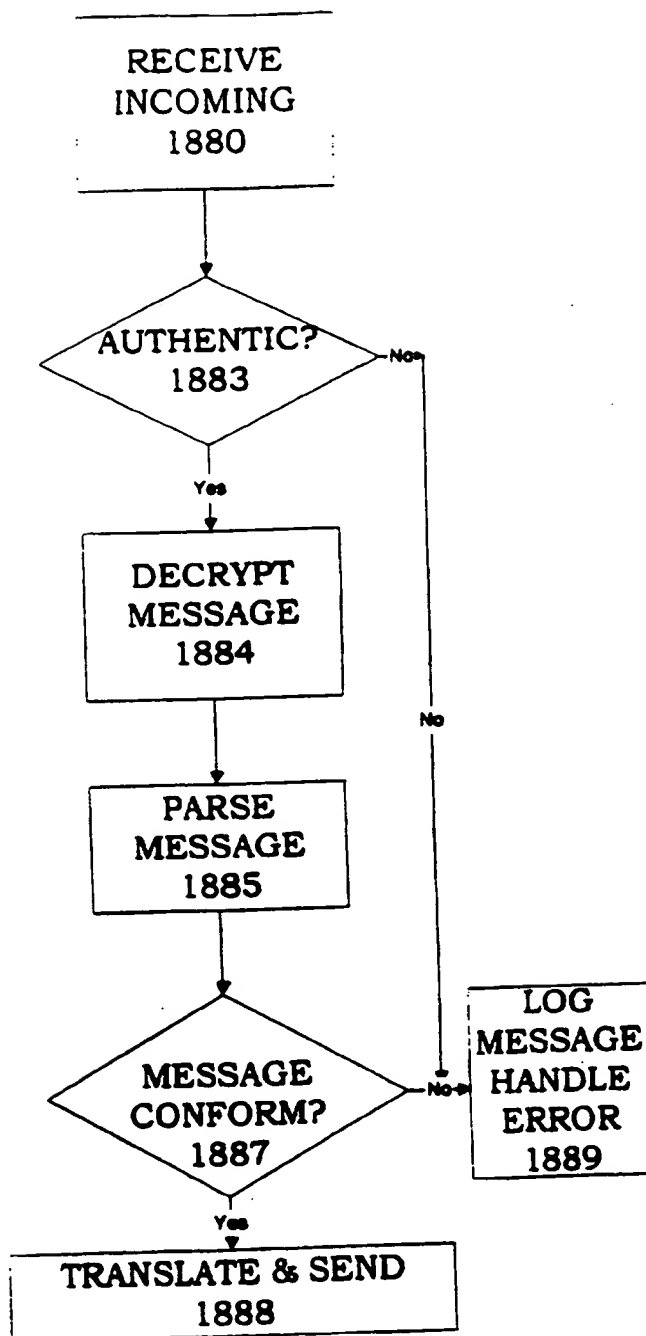 RECEIVE
INCOMING
1880
AUTHENTIC?
1883
No
Yes
DECRYPT
MESSAGE
1884
No
PARSE
MESSAGE
1885
MESSAGE
CONFORM?
1887
No
LOG
MESSAGE
HANDLE
ERROR
1889
Yes
TRANSLATE & SEND
1888